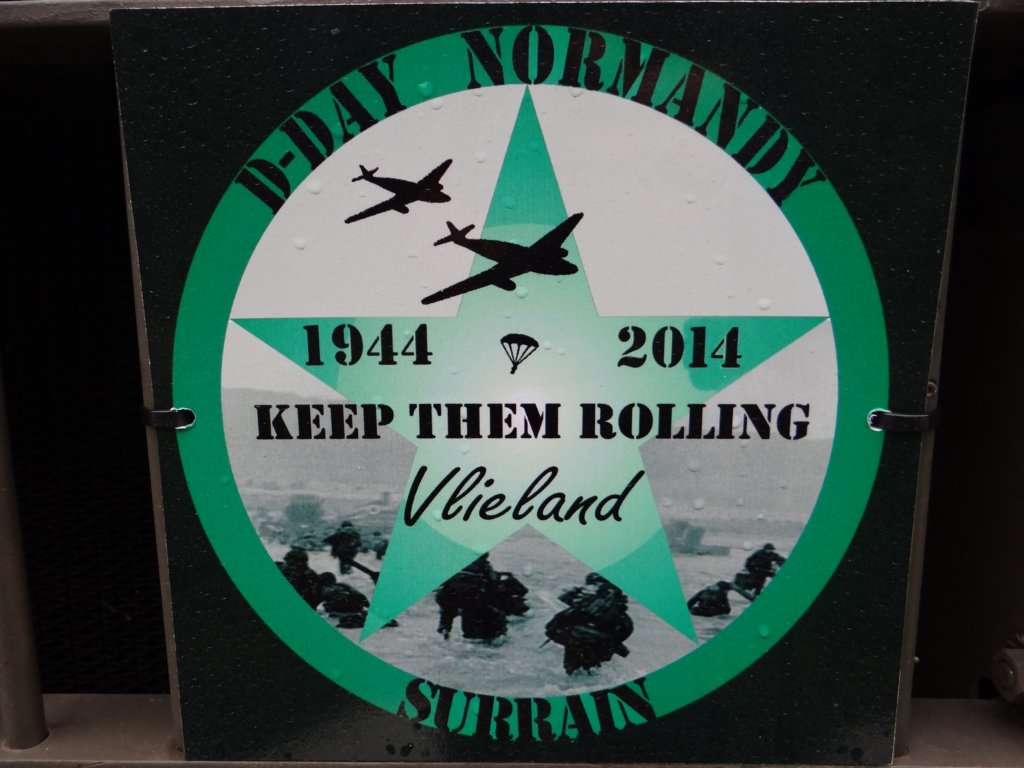 D-DAY NORMANDY
1944 2014
KEEP THEM ROLLING
Vlieland
SURRAIN